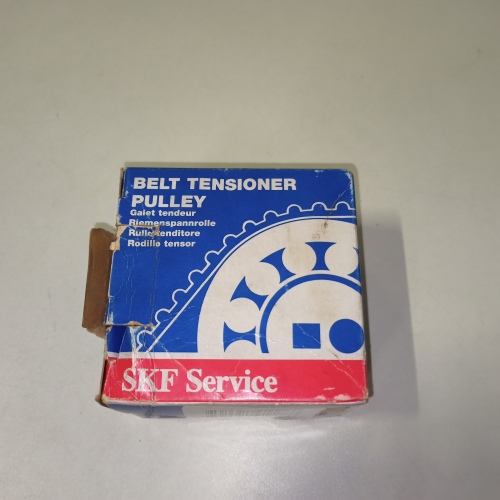 BELT TENSIONER
PULLEY
Galet tendeur
Riemenspannrolle
Rullo tenditore
Rodillo tensor
SKF Service